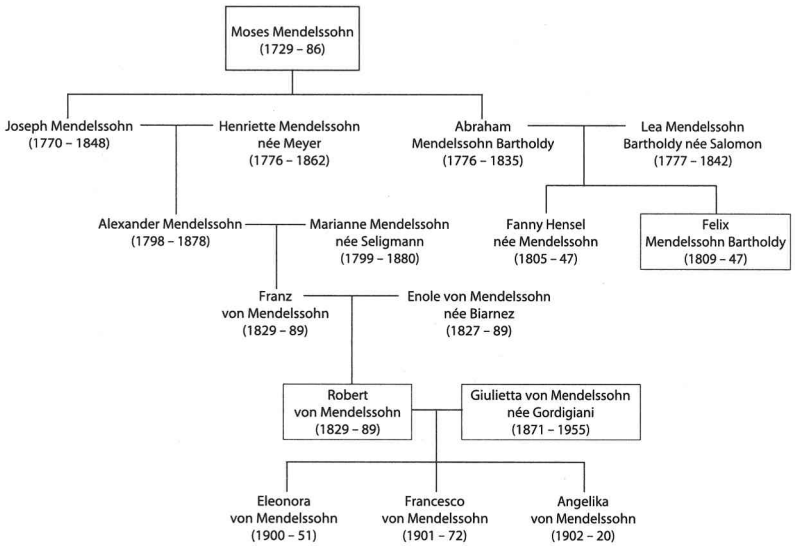 Moses Mendelssohn
(1729 – 86)
Joseph Mendelssohn
(1770 – 1848)
Henriette Mendelssohn
née Meyer
(1776 – 1862)
Abraham
Mendelssohn Bartholdy
(1776 – 1835)
Lea Mendelssohn
Bartholdy née Salomon
(1777 – 1842)
Alexander Mendelssohn
(1798 – 1878)
Marianne Mendelssohn
née Seligmann
(1799 – 1880)
Fanny Hensel
née Mendelssohn
(1805 – 47)
Felix
Mendelssohn Bartholdy
(1809 – 47)
Franz
von Mendelssohn
(1829 – 89)
Enole von Mendelssohn
née Biarnez
(1827 – 89)
Robert
von Mendelssohn
(1829 – 89)
Giulietta von Mendelssohn
née Gordigiani
(1871 – 1955)
Eleonora
von Mendelssohn
(1900 – 51)
Francesco
von Mendelssohn
(1901 – 72)
Angelika
von Mendelssohn
(1902 – 20)